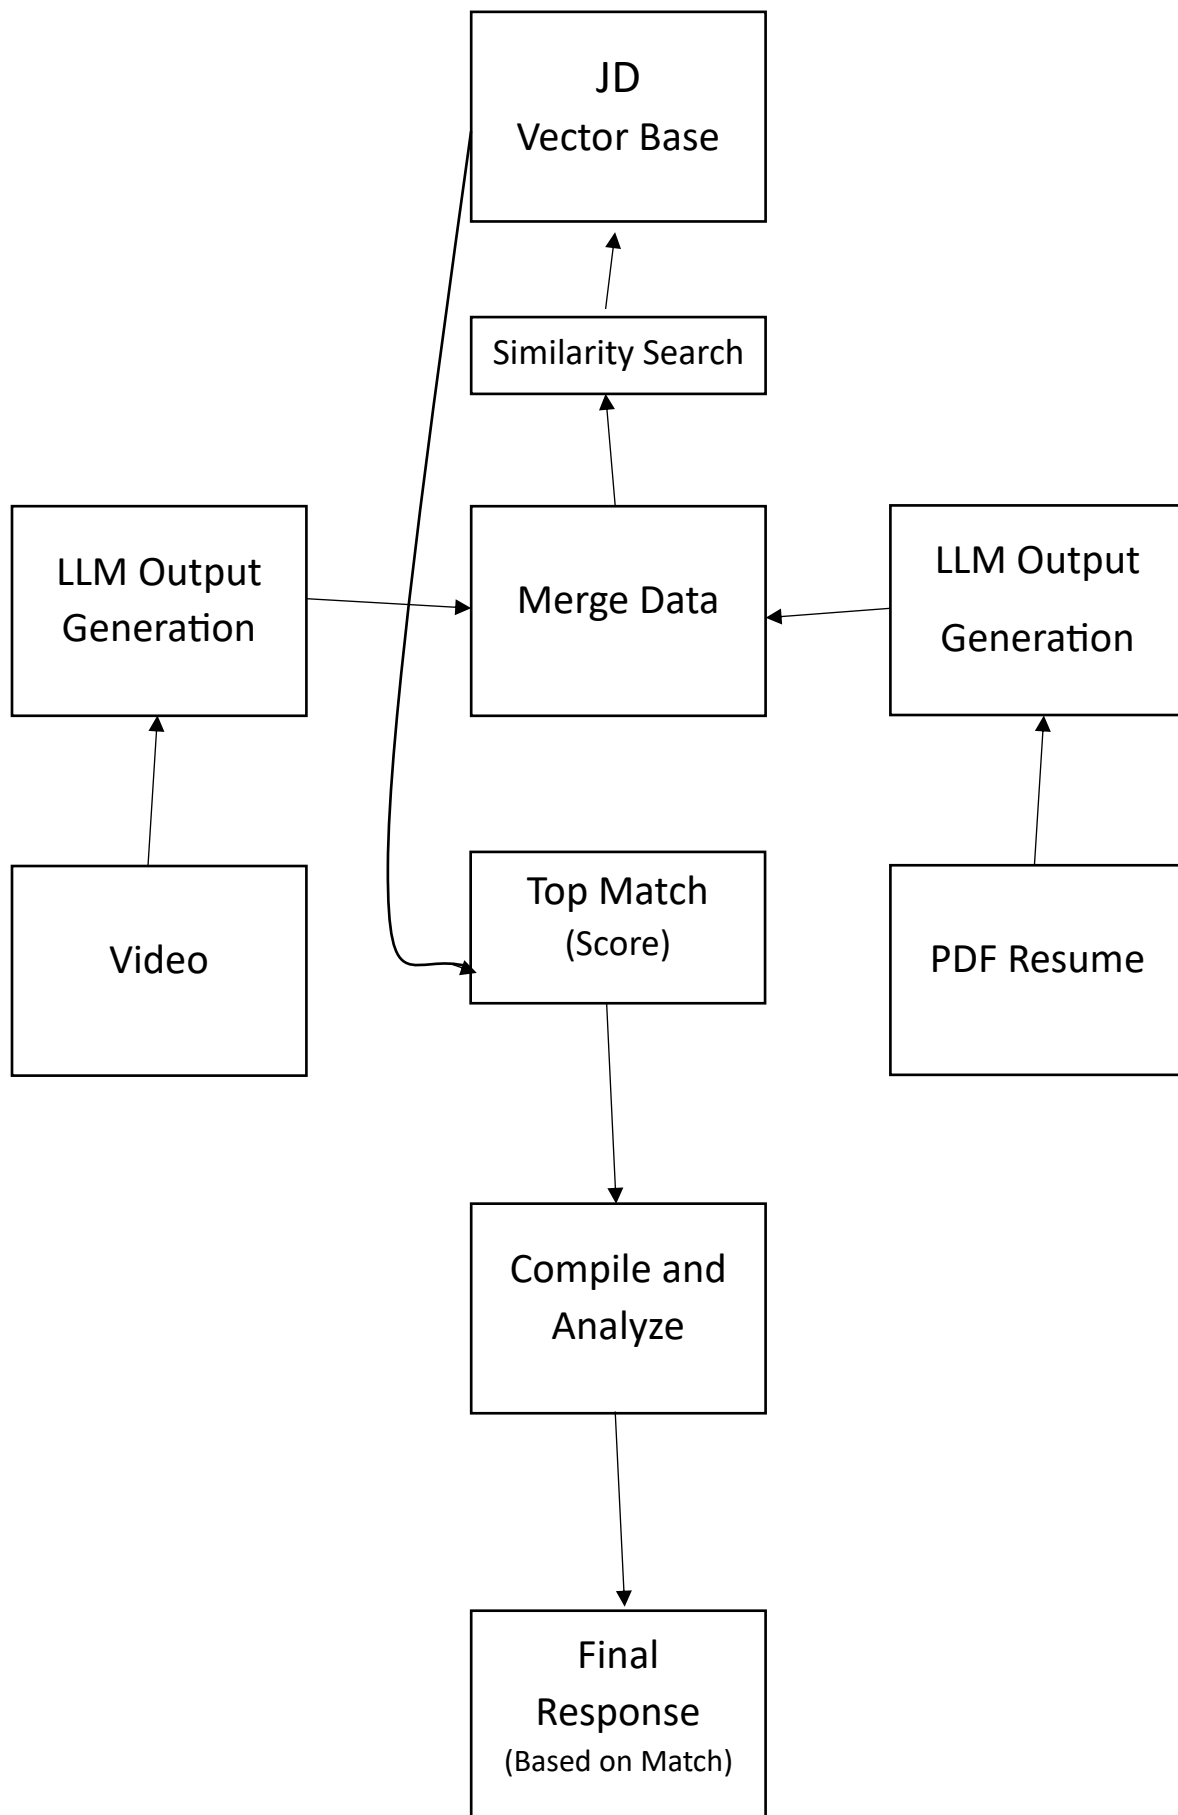 JD
Vector Base
Similarity Search
LLM Output
Generation
Merge Data
LLM Output
Generation
Video
Top Match
(Score)
PDF Resume
Compile and
Analyze
Final
Response
(Based on Match)